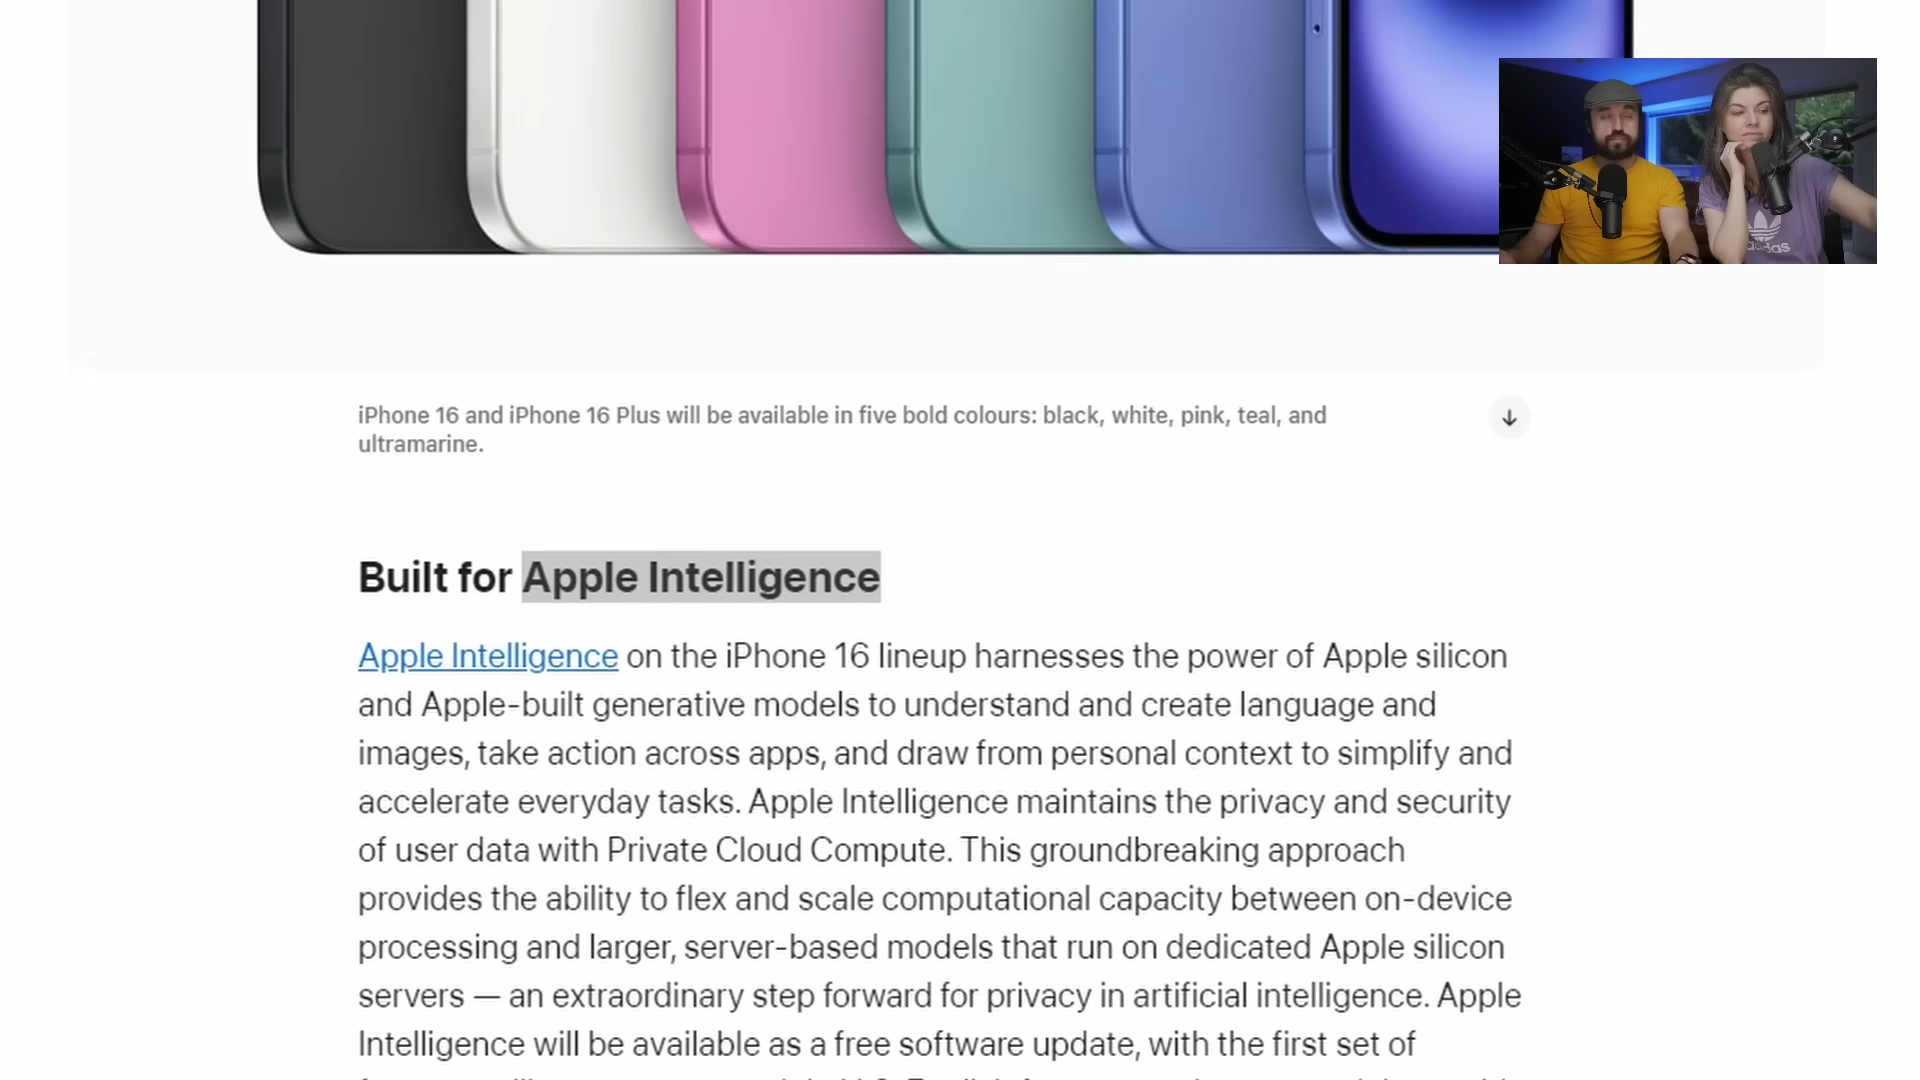 adidas
iPhone 16 and iPhone 16 Plus will be available in five bold colours: black, white, pink, teal, and
ultramarine.
Built for Apple Intelligence
Apple Intelligence on the iPhone 16 lineup harnesses the power of Apple silicon
and Apple-built generative models to understand and create language and
images, take action across apps, and draw from personal context to simplify and
accelerate everyday tasks. Apple Intelligence maintains the privacy and security
of user data with Private Cloud Compute. This groundbreaking approach
provides the ability to flex and scale computational capacity between on-device
processing and larger, server-based models that run on dedicated Apple silicon
servers — an extraordinary step forward for privacy in artificial intelligence. Apple
Intelligence will be available as a free software update, with the first set of